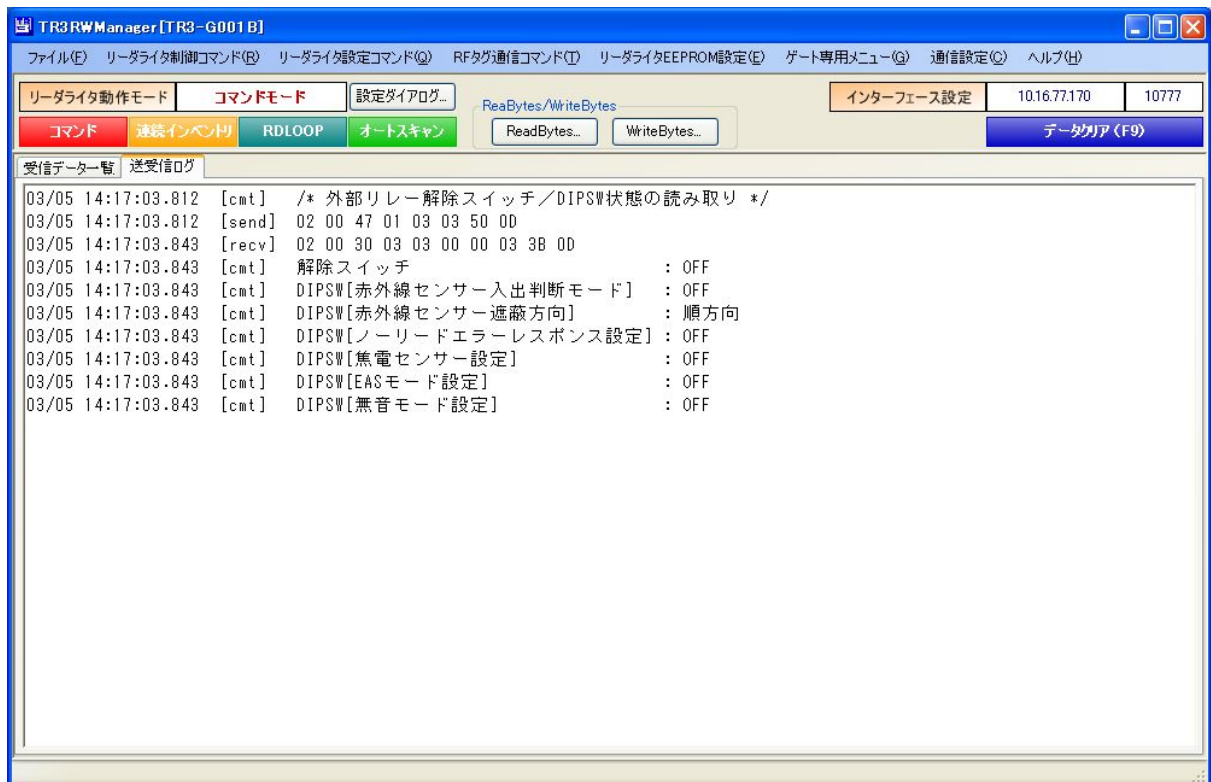 TR3RWManager[TR3-G001B]
ファイル(F) リーダライタ制御コマンド(R) リーダライタ設定コマンド(Q) RFタグ通信コマンド(T) リーダライタEEPROM設定(E) ゲート専用メニュー(G) 通信設定(C) ヘルプ(H)
リーダライタ動作モード コマンドモード 設定ダイアログ... ReaBytes/WriteBytes インターフェース設定 10.16.77.170 10777
コマンド 連続インベントリ RDLOOP オートスキャン ReadBytes... WriteBytes... データクリア(F9)
受信データ一覧 送受信ログ
03/05 14:17:03.812 [cmt] /* 外部リレー解除スイッチ/DIPSW状態の読み取り */
03/05 14:17:03.812 [send] 02 00 47 01 03 03 50 0D
03/05 14:17:03.843 [recv] 02 00 30 03 03 00 00 03 3B 0D
03/05 14:17:03.843 [cmt] 解除スイッチ : OFF
03/05 14:17:03.843 [cmt] DIPSW[赤外線センサー入出判断モード] : OFF
03/05 14:17:03.843 [cmt] DIPSW[赤外線センサー遮蔽方向] : 順方向
03/05 14:17:03.843 [cmt] DIPSW[ノーリードエラーレスポンス設定] : OFF
03/05 14:17:03.843 [cmt] DIPSW[焦電センサー設定] : OFF
03/05 14:17:03.843 [cmt] DIPSW[EASモード設定] : OFF
03/05 14:17:03.843 [cmt] DIPSW[無音モード設定] : OFF